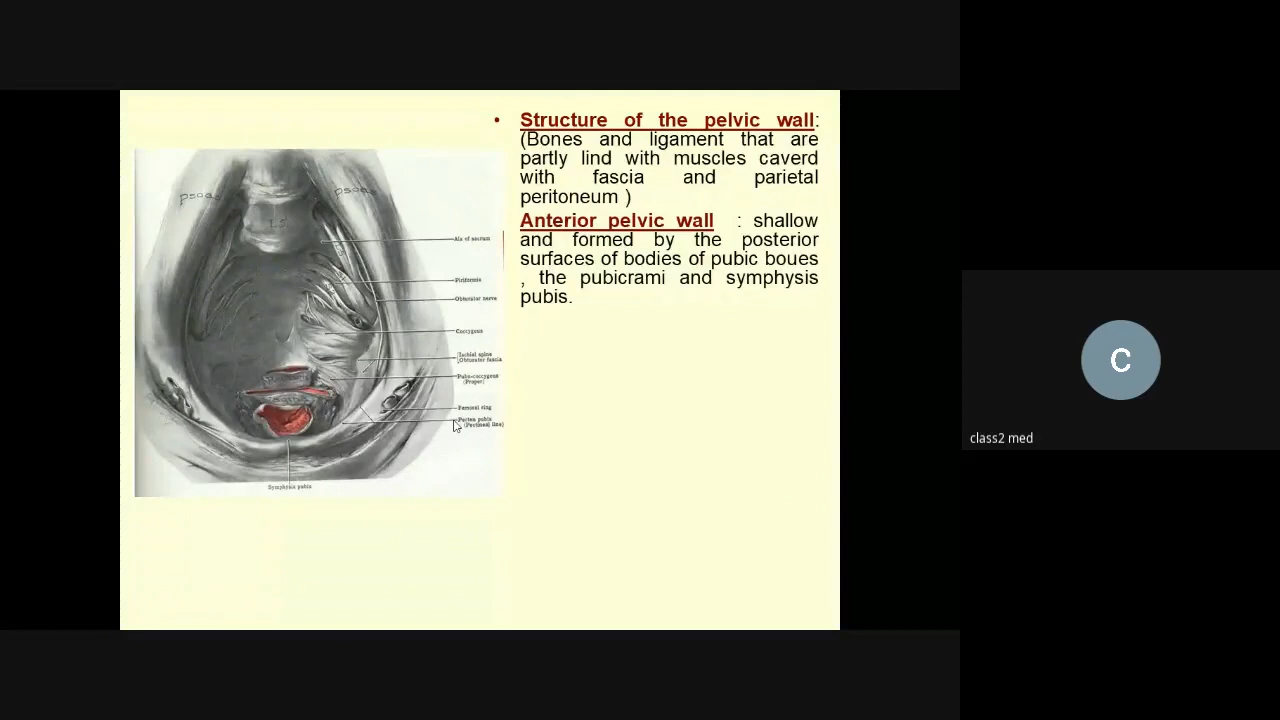 • Structure of the pelvic wall:
(Bones and ligament that are
partly lind with muscles caverd
with fascia and parietal
peritoneum )
Anterior pelvic wall : shallow
and formed by the posterior
surfaces of bodies of pubic boues
, the pubicrami and symphysis
pubis.
psoas
psoas
L5
Ala of sacrum
Piriformis
Obturator nerve
Coccygeus
Ischial spine
Obturator fascia
Pubo-coccygeus
(Proper)
Femoral ring
Pecten pubis
(Pectineal line)
Symphysis pubis
C
class2 med